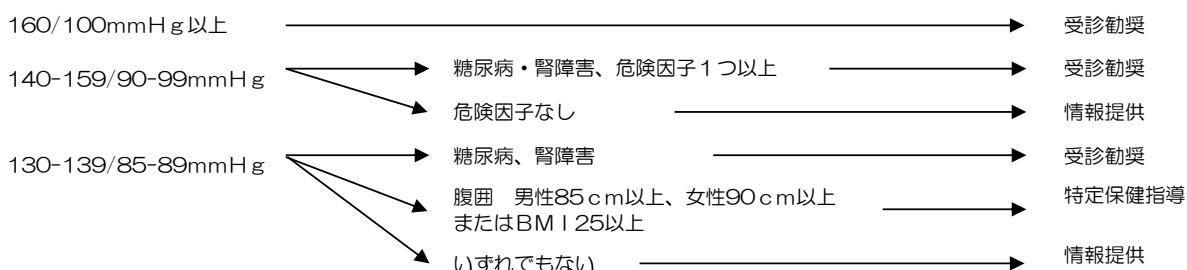 160/100mmHg以上 受診勧奨
140-159/90-99mmHg
糖尿病・腎障害、危険因子1つ以上 受診勧奨
危険因子なし 情報提供
130-139/85-89mmHg
糖尿病、腎障害 受診勧奨
腹囲 男性85cm以上、女性90cm以上 特定保健指導
またはBMI25以上
いずれでもない 情報提供